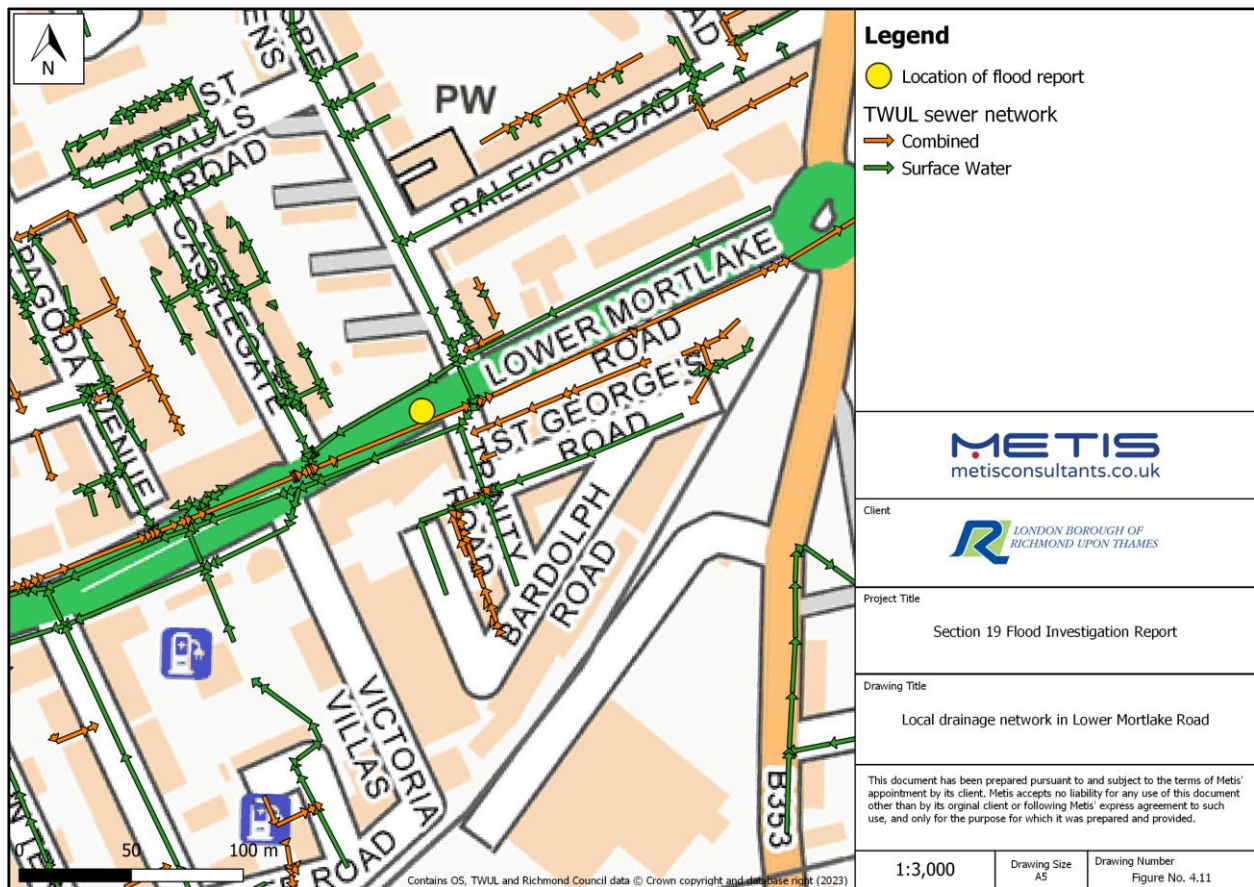 N
ST
PAULS
ROAD
PW
RALEIGH ROAD
CASTLEGATE
PAGODA AVENUE
LOWER MORTLAKE
ROAD
ST GEORGE'S
ROAD
TRINITY
ROAD
BARDOLPH
ROAD
VICTORIA
VILLAS
B353
ROAD
0 50 100 m
Contains OS, TWUL and Richmond Council data © Crown copyright and database right (2023)
Legend
Location of flood report
TWUL sewer network
Combined
Surface Water
METIS
metisconsultants.co.uk
Client
LONDON BOROUGH OF
RICHMOND UPON THAMES
Project Title
Section 19 Flood Investigation Report
Drawing Title
Local drainage network in Lower Mortlake Road
This document has been prepared pursuant to and subject to the terms of Metis'
appointment by its client. Metis accepts no liability for any use of this document
other than by its orginal client or following Metis' express agreement to such
use, and only for the purpose for which it was prepared and provided.
1:3,000
Drawing Size
A5
Drawing Number
Figure No. 4.11